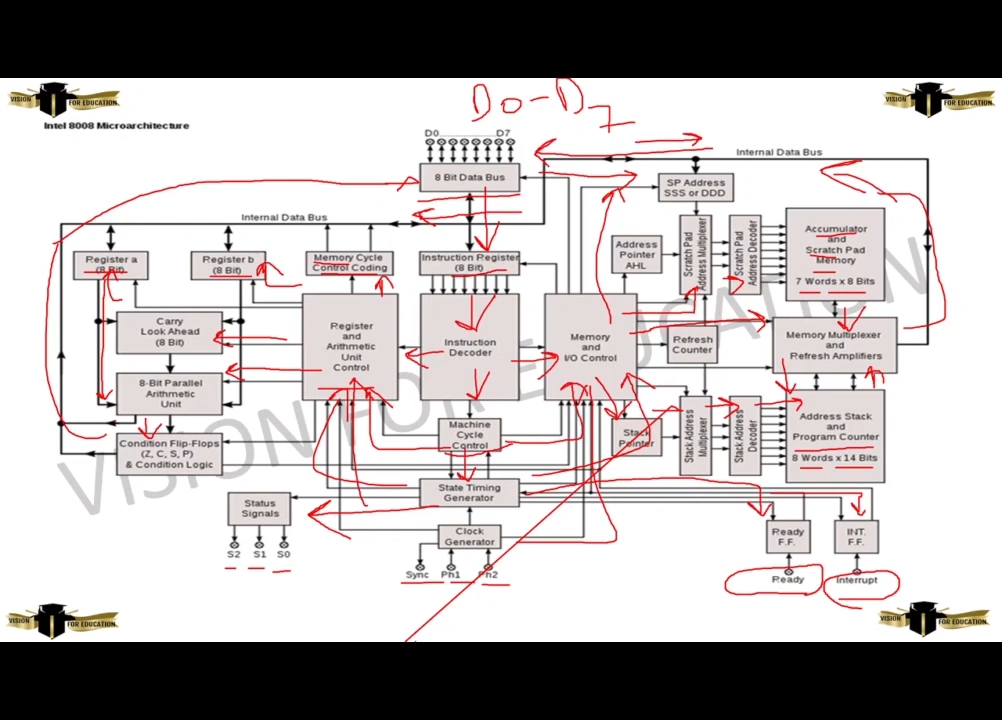 VISION FOR EDUCATION.
VISION FOR EDUCATION.
D0-D7
Intel 8008 Microarchitecture
D0 D7
Internal Data Bus
8 Bit Data Bus
SP Address
SSS or DDD
Internal Data Bus
Register a
(8 Bit)
Register b
(8 Bit)
Memory Cycle
Control Coding
Instruction Register
(8 Bit)
Address
Pointer
AHL
Scratch Pad
Address Multiplexer
Scratch Pad
Address Decoder
Accumulator
and
Scratch Pad
Memory
7 Words x 8 Bits
Carry
Look Ahead
(8 Bit)
Register
and
Arithmetic
Unit
Control
Instruction
Decoder
Memory
and
I/O Control
Refresh
Counter
Memory Multiplexer
and
Refresh Amplifiers
8-Bit Parallel
Arithmetic
Unit
Condition Flip-Flops
(Z, C, S, P)
& Condition Logic
Machine
Cycle
Control
Stack
Pointer
Stack Address
Multiplexer
Stack Address
Decoder
Address Stack
and
Program Counter
8 Words x 14 Bits
Status
Signals
State Timing
Generator
Clock
Generator
Ready
F.F.
INT.
F.F.
S2 S1 S0
Sync Ph1 Ph2
Ready
Interrupt
VISION FOR EDUCATION
VISION FOR EDUCATION.
VISION FOR EDUCATION.